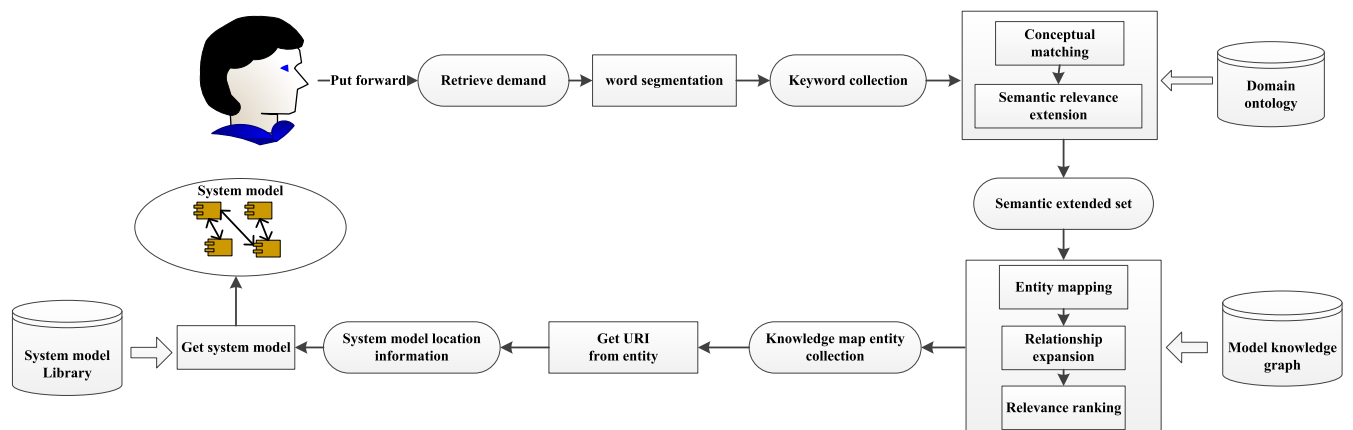 Put forward
Retrieve demand
word segmentation
Keyword collection
Conceptual
matching
Semantic relevance
extension
Domain
ontology
Semantic extended set
System model
Entity mapping
Relationship
expansion
Relevance ranking
Model knowledge
graph
Knowledge map entity
collection
Get URI
from entity
System model location
information
Get system model
System model
Library